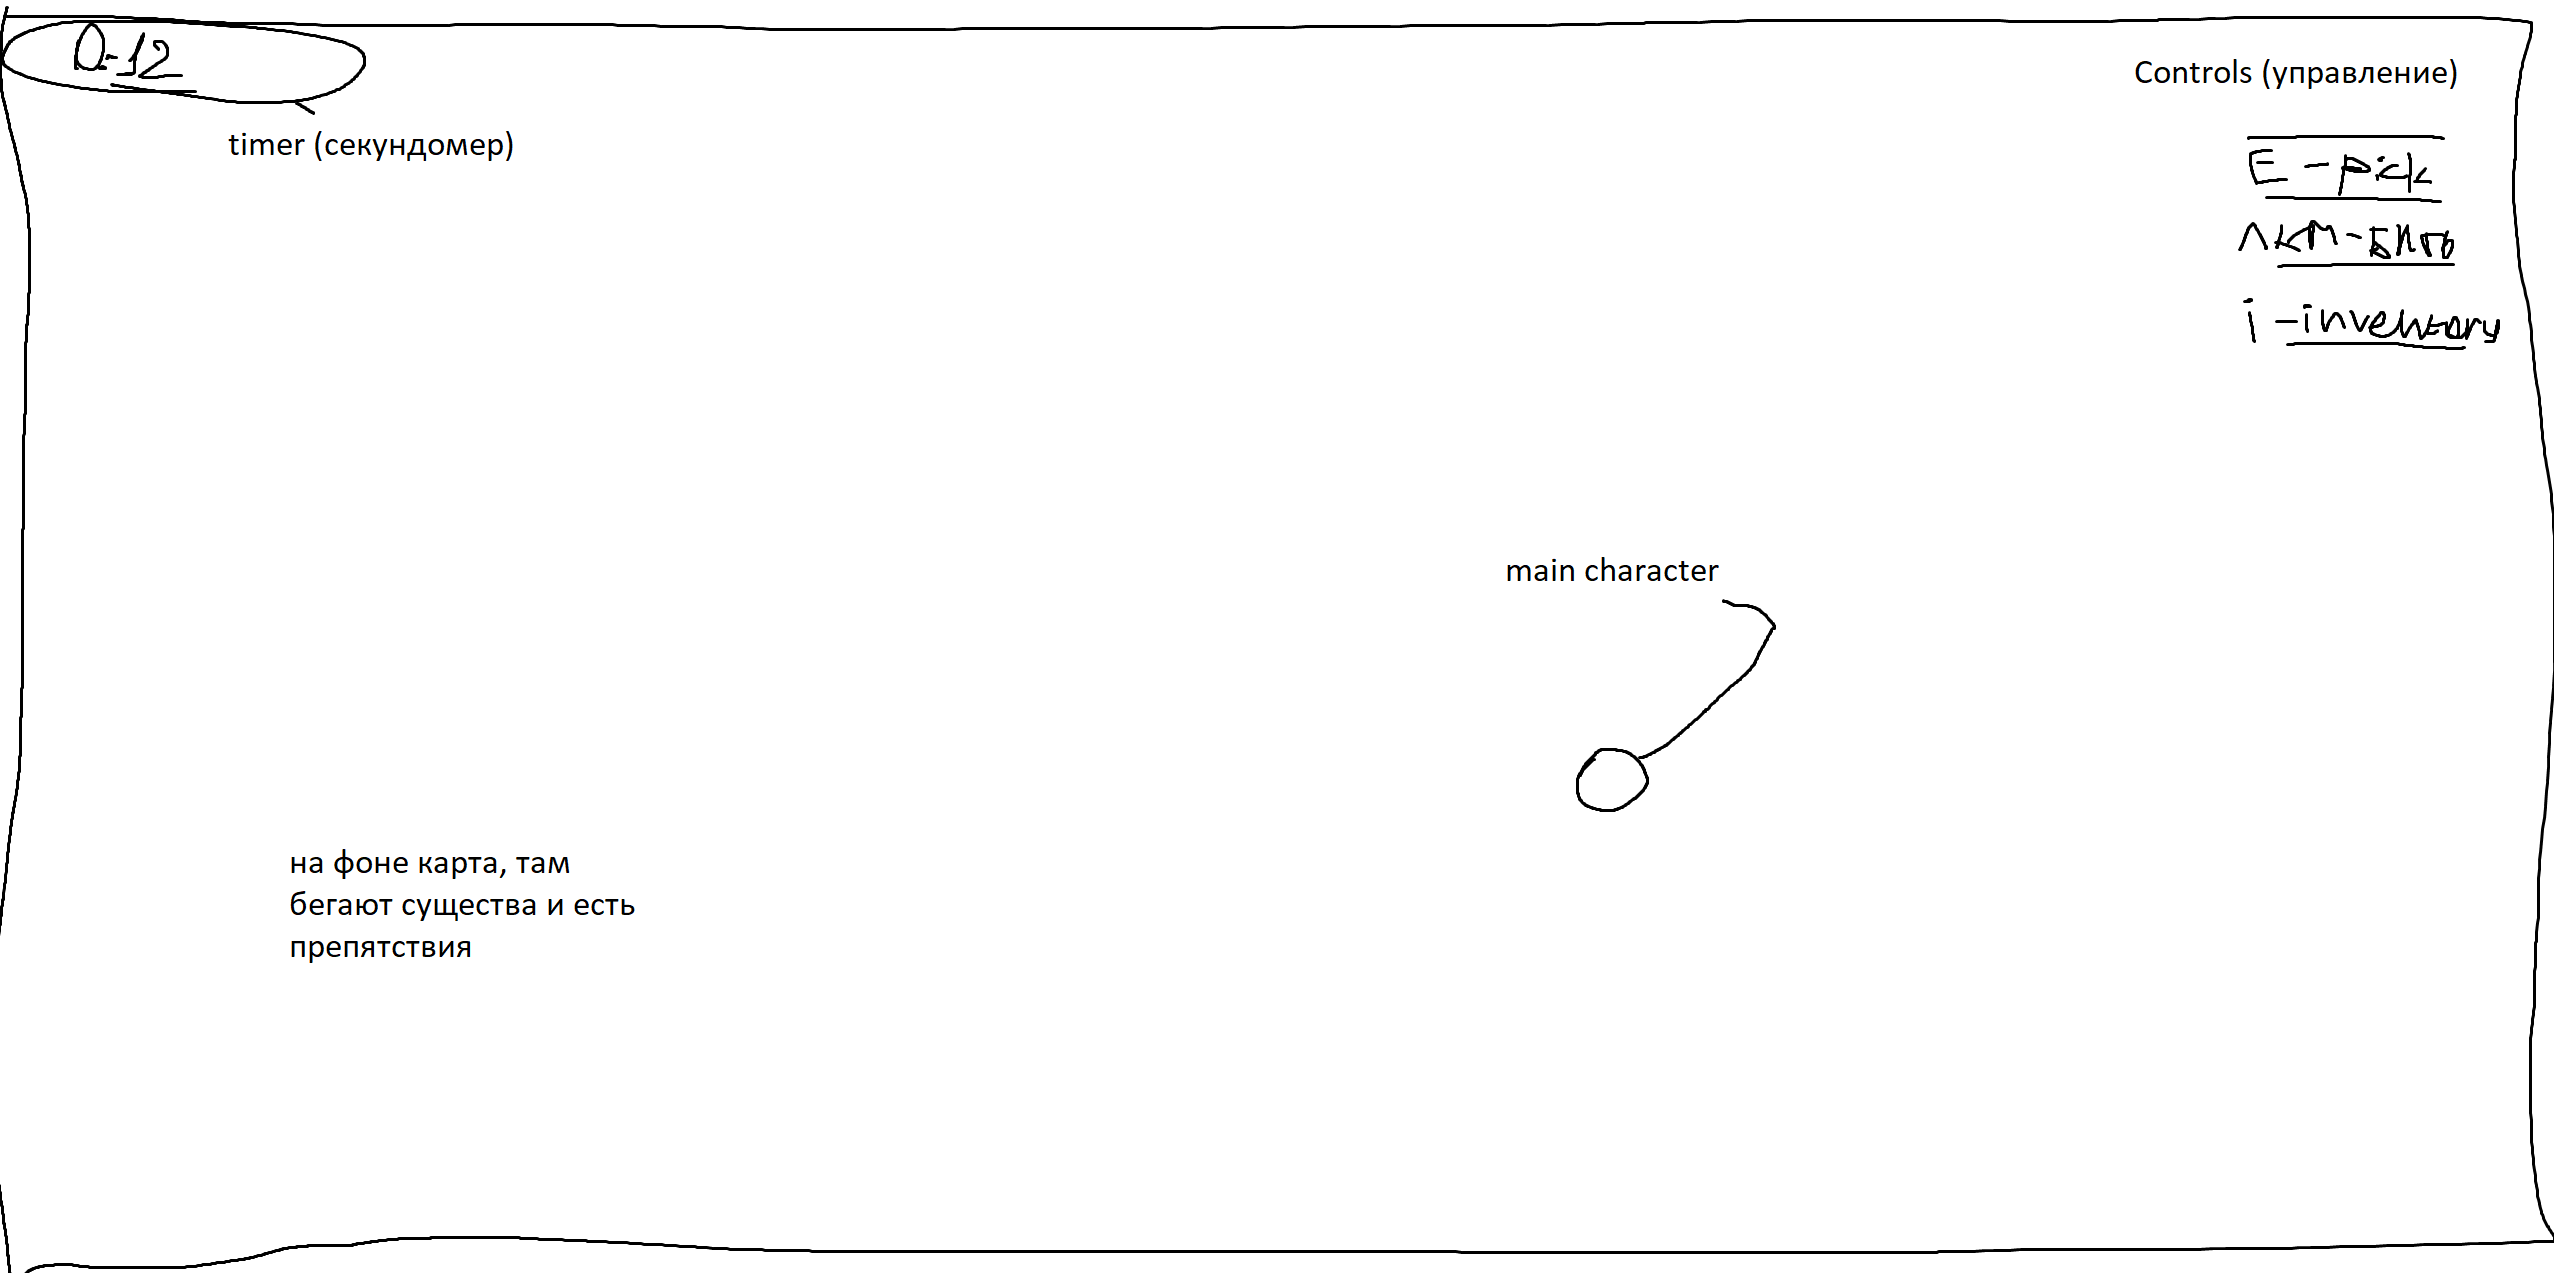 0:12
timer (секундомер)
Controls (управление)
E - pick
ЛКМ - бить
i - inventory
main character
на фоне карта, там
бегают существа и есть
препятствия